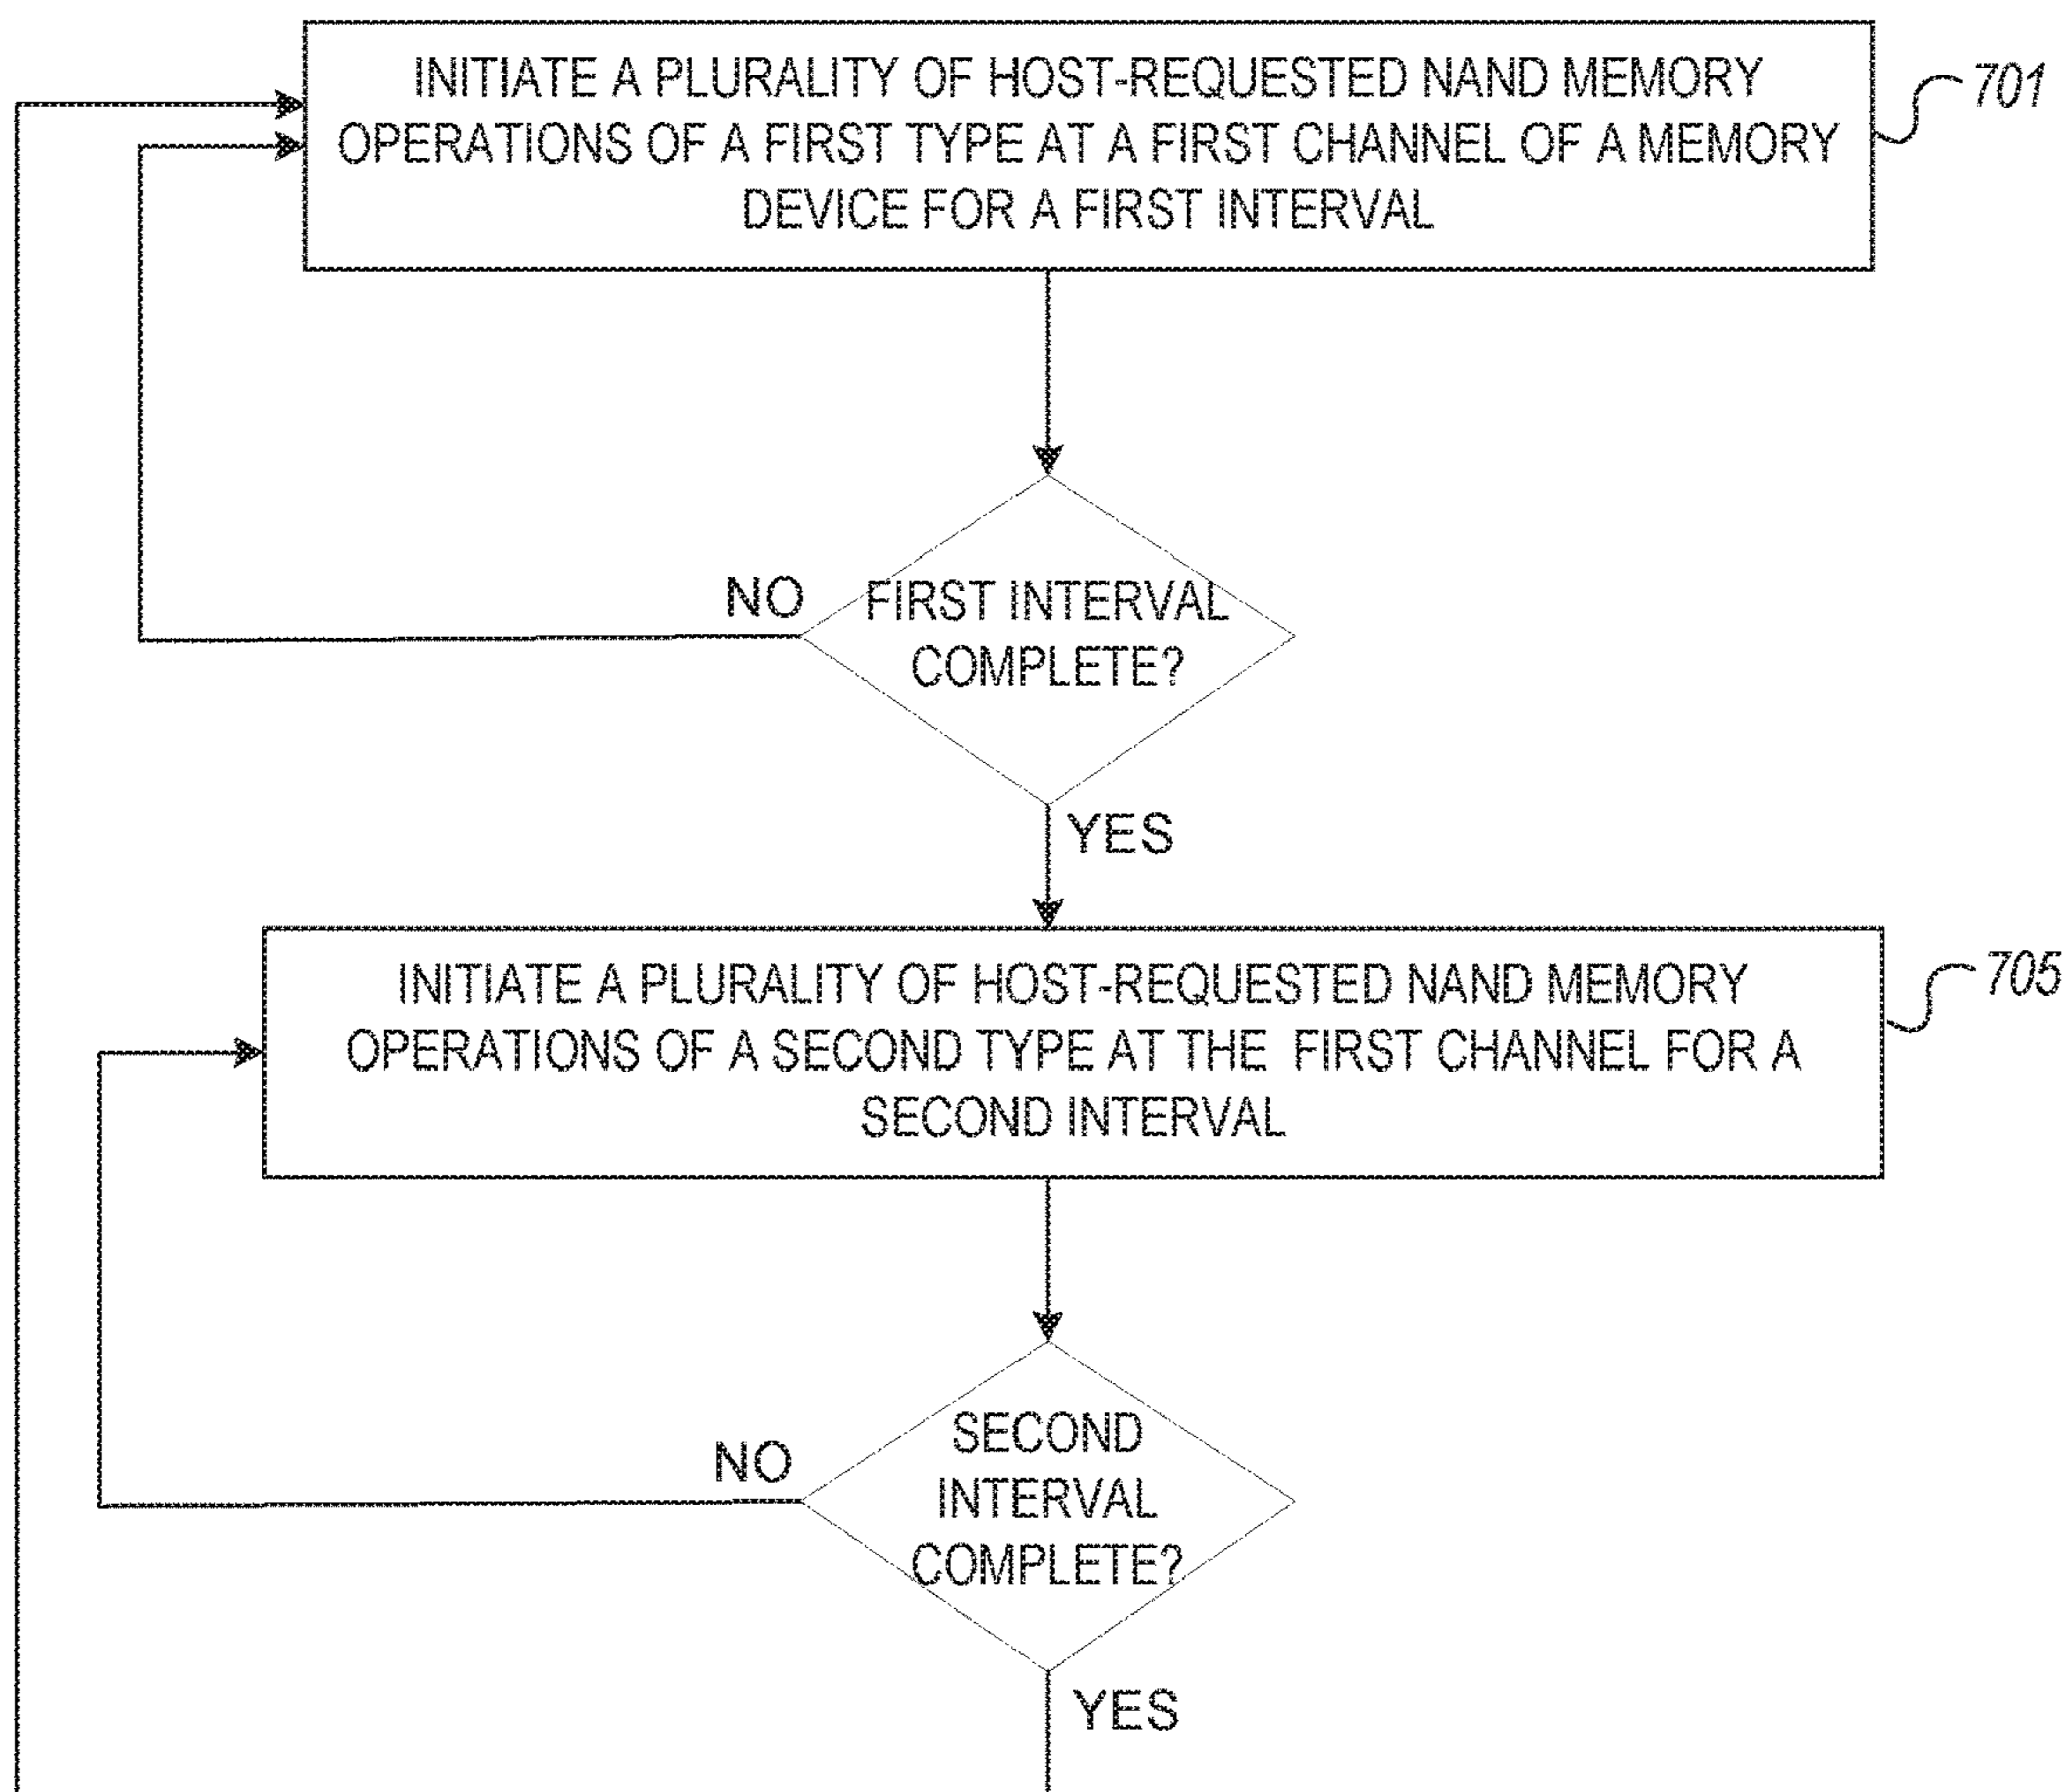 INITIATE A PLURALITY OF HOST-REQUESTED NAND MEMORY
OPERATIONS OF A FIRST TYPE AT A FIRST CHANNEL OF A MEMORY
DEVICE FOR A FIRST INTERVAL
701
NO
FIRST INTERVAL
COMPLETE?
YES
INITIATE A PLURALITY OF HOST-REQUESTED NAND MEMORY
OPERATIONS OF A SECOND TYPE AT THE FIRST CHANNEL FOR A
SECOND INTERVAL
705
NO
SECOND
INTERVAL
COMPLETE?
YES